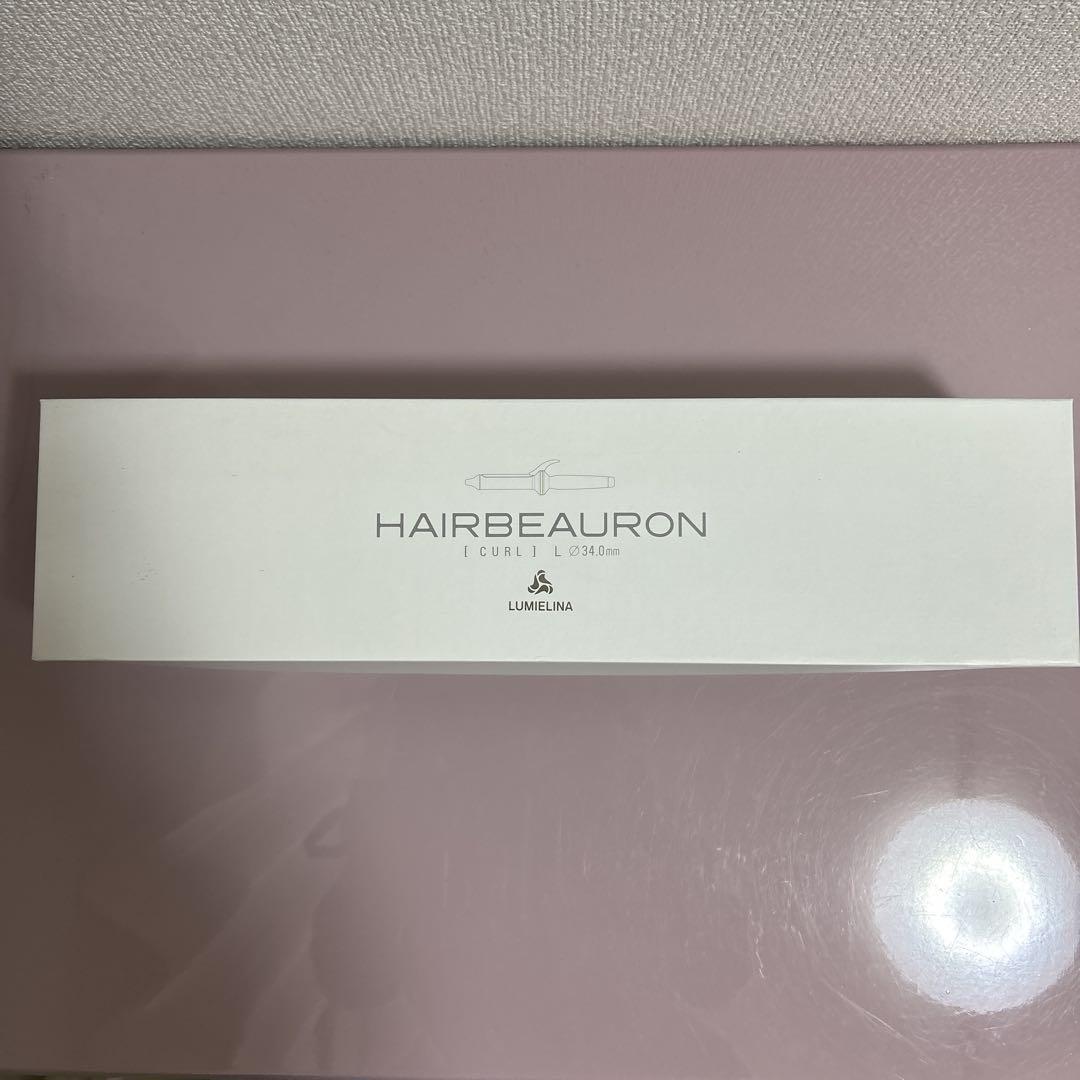 HAIRBEAURON
[ CURL ] L ∅34.0mm
LUMIELINA